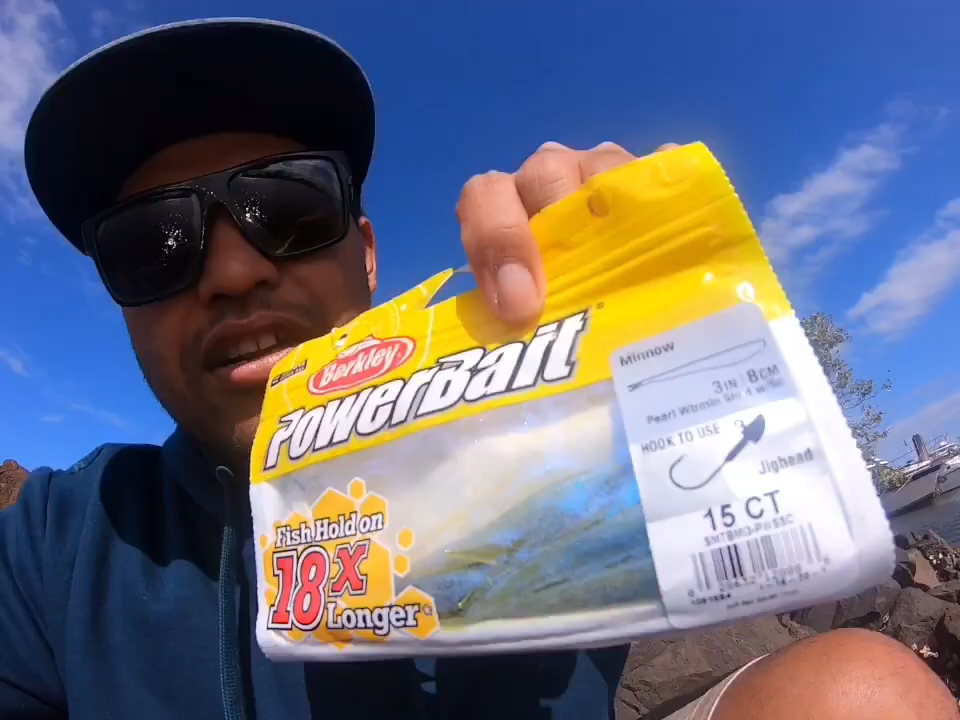 Berkley
PowerBait
Fish Hold on
18x
Longer
Minnow
3IN 8CM
HOOK TO USE
Jighead
15 CT